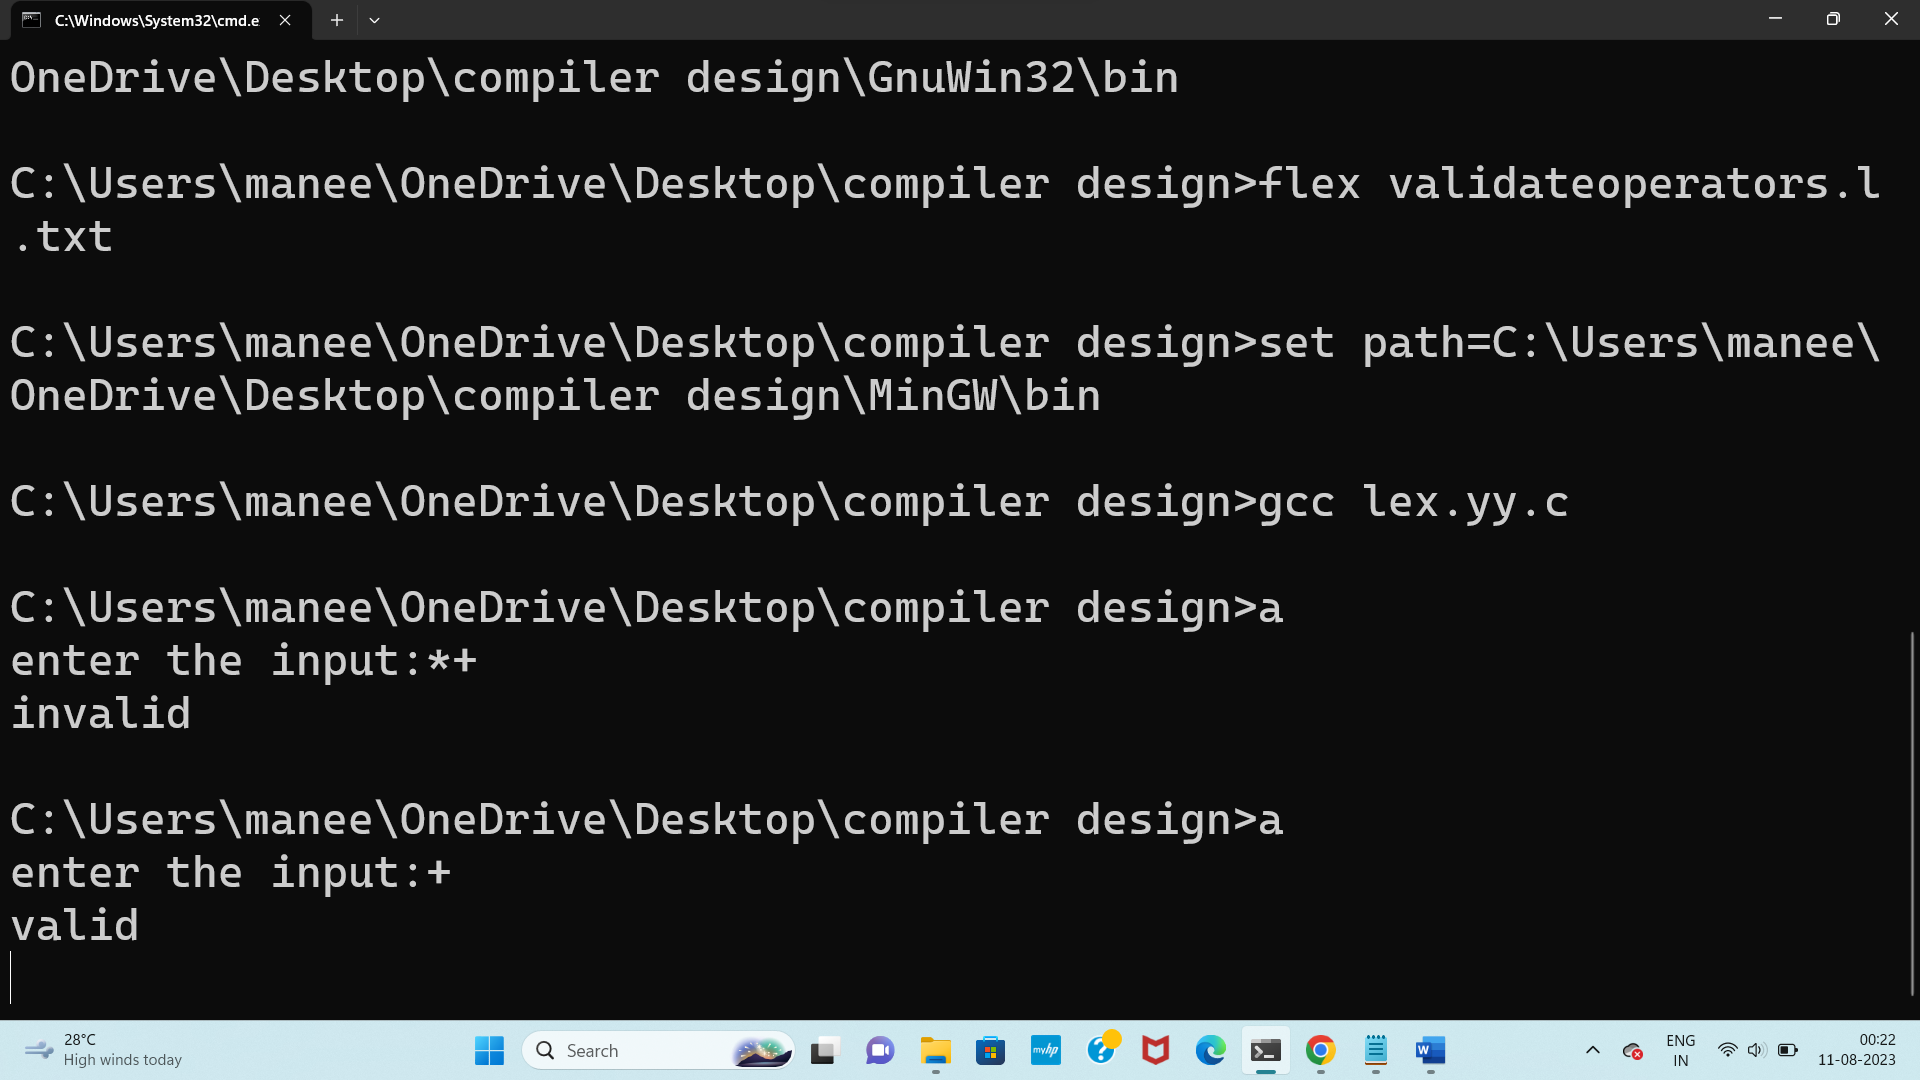 C:\Windows\System32\cmd.e
OneDrive\Desktop\compiler design\GnuWin32\bin
C:\Users\manee\OneDrive\Desktop\compiler design>flex validateoperators.l
.txt
C:\Users\manee\OneDrive\Desktop\compiler design>set path=C:\Users\manee\
OneDrive\Desktop\compiler design\MinGW\bin
C:\Users\manee\OneDrive\Desktop\compiler design>gcc lex.yy.c
C:\Users\manee\OneDrive\Desktop\compiler design>a
enter the input:*+
invalid
C:\Users\manee\OneDrive\Desktop\compiler design>a
enter the input:+
valid
28°C
High winds today
Search
myhp
W
ENG
IN
00:22
11-08-2023